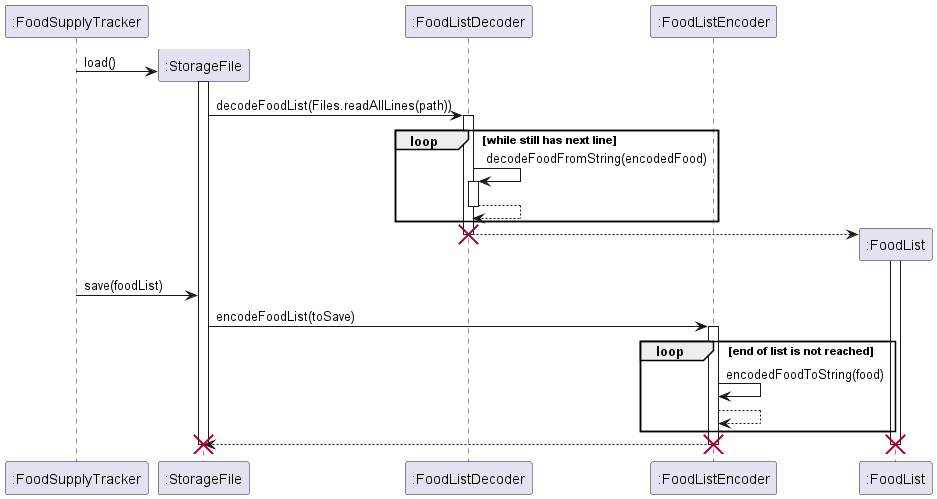 :FoodSupplyTracker
:FoodListDecoder
:FoodListEncoder
load()
:StorageFile
decodeFoodList(Files.readAllLines(path))
loop
[while still has next line]
decodeFoodFromString(encodedFood)
:FoodList
save(foodList)
encodeFoodList(toSave)
loop
[end of list is not reached]
encodedFoodToString(food)
:FoodSupplyTracker
:StorageFile
:FoodListDecoder
:FoodListEncoder
:FoodList